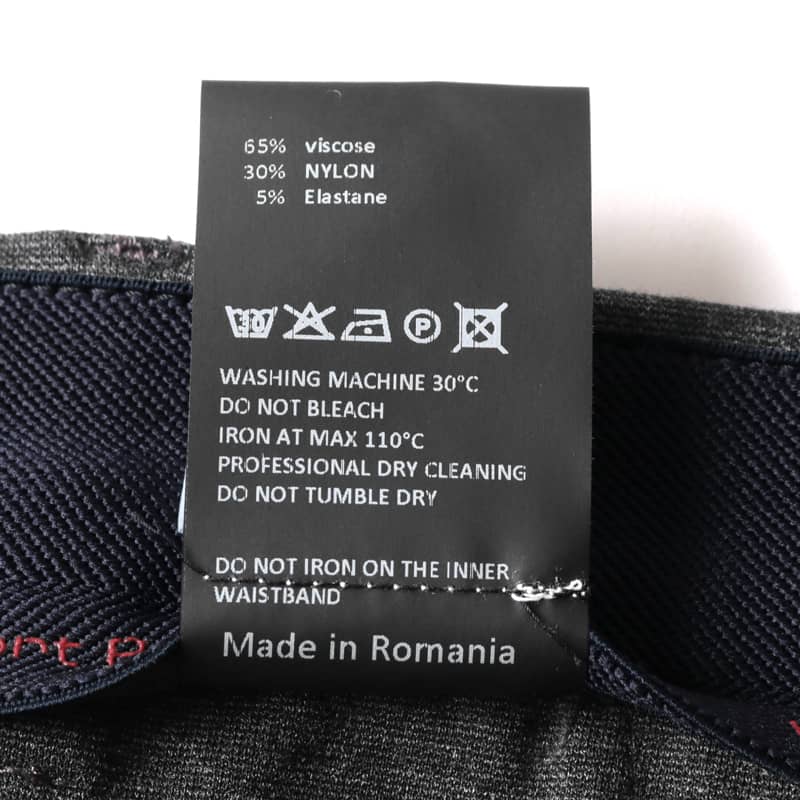 65% viscose
30% NYLON
5% Elastane
30
P
WASHING MACHINE 30°C
DO NOT BLEACH
IRON AT MAX 110°C
PROFESSIONAL DRY CLEANING
DO NOT TUMBLE DRY
DO NOT IRON ON THE INNER
WAISTBAND
Made in Romania